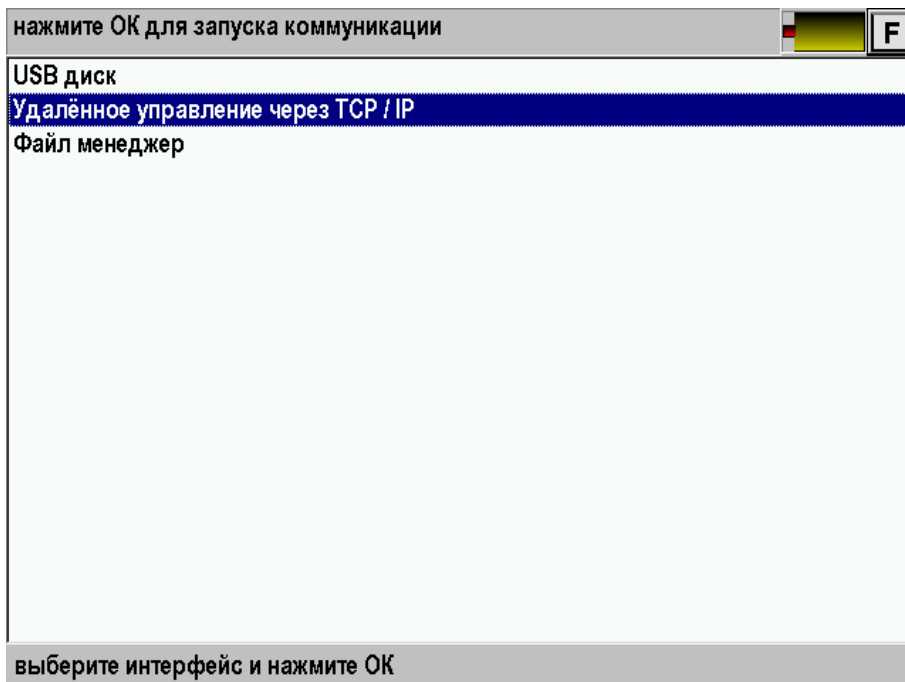 нажмите ОК для запуска коммуникации
F
USB диск
Удалённое управление через TCP / IP
Файл менеджер
выберите интерфейс и нажмите ОК